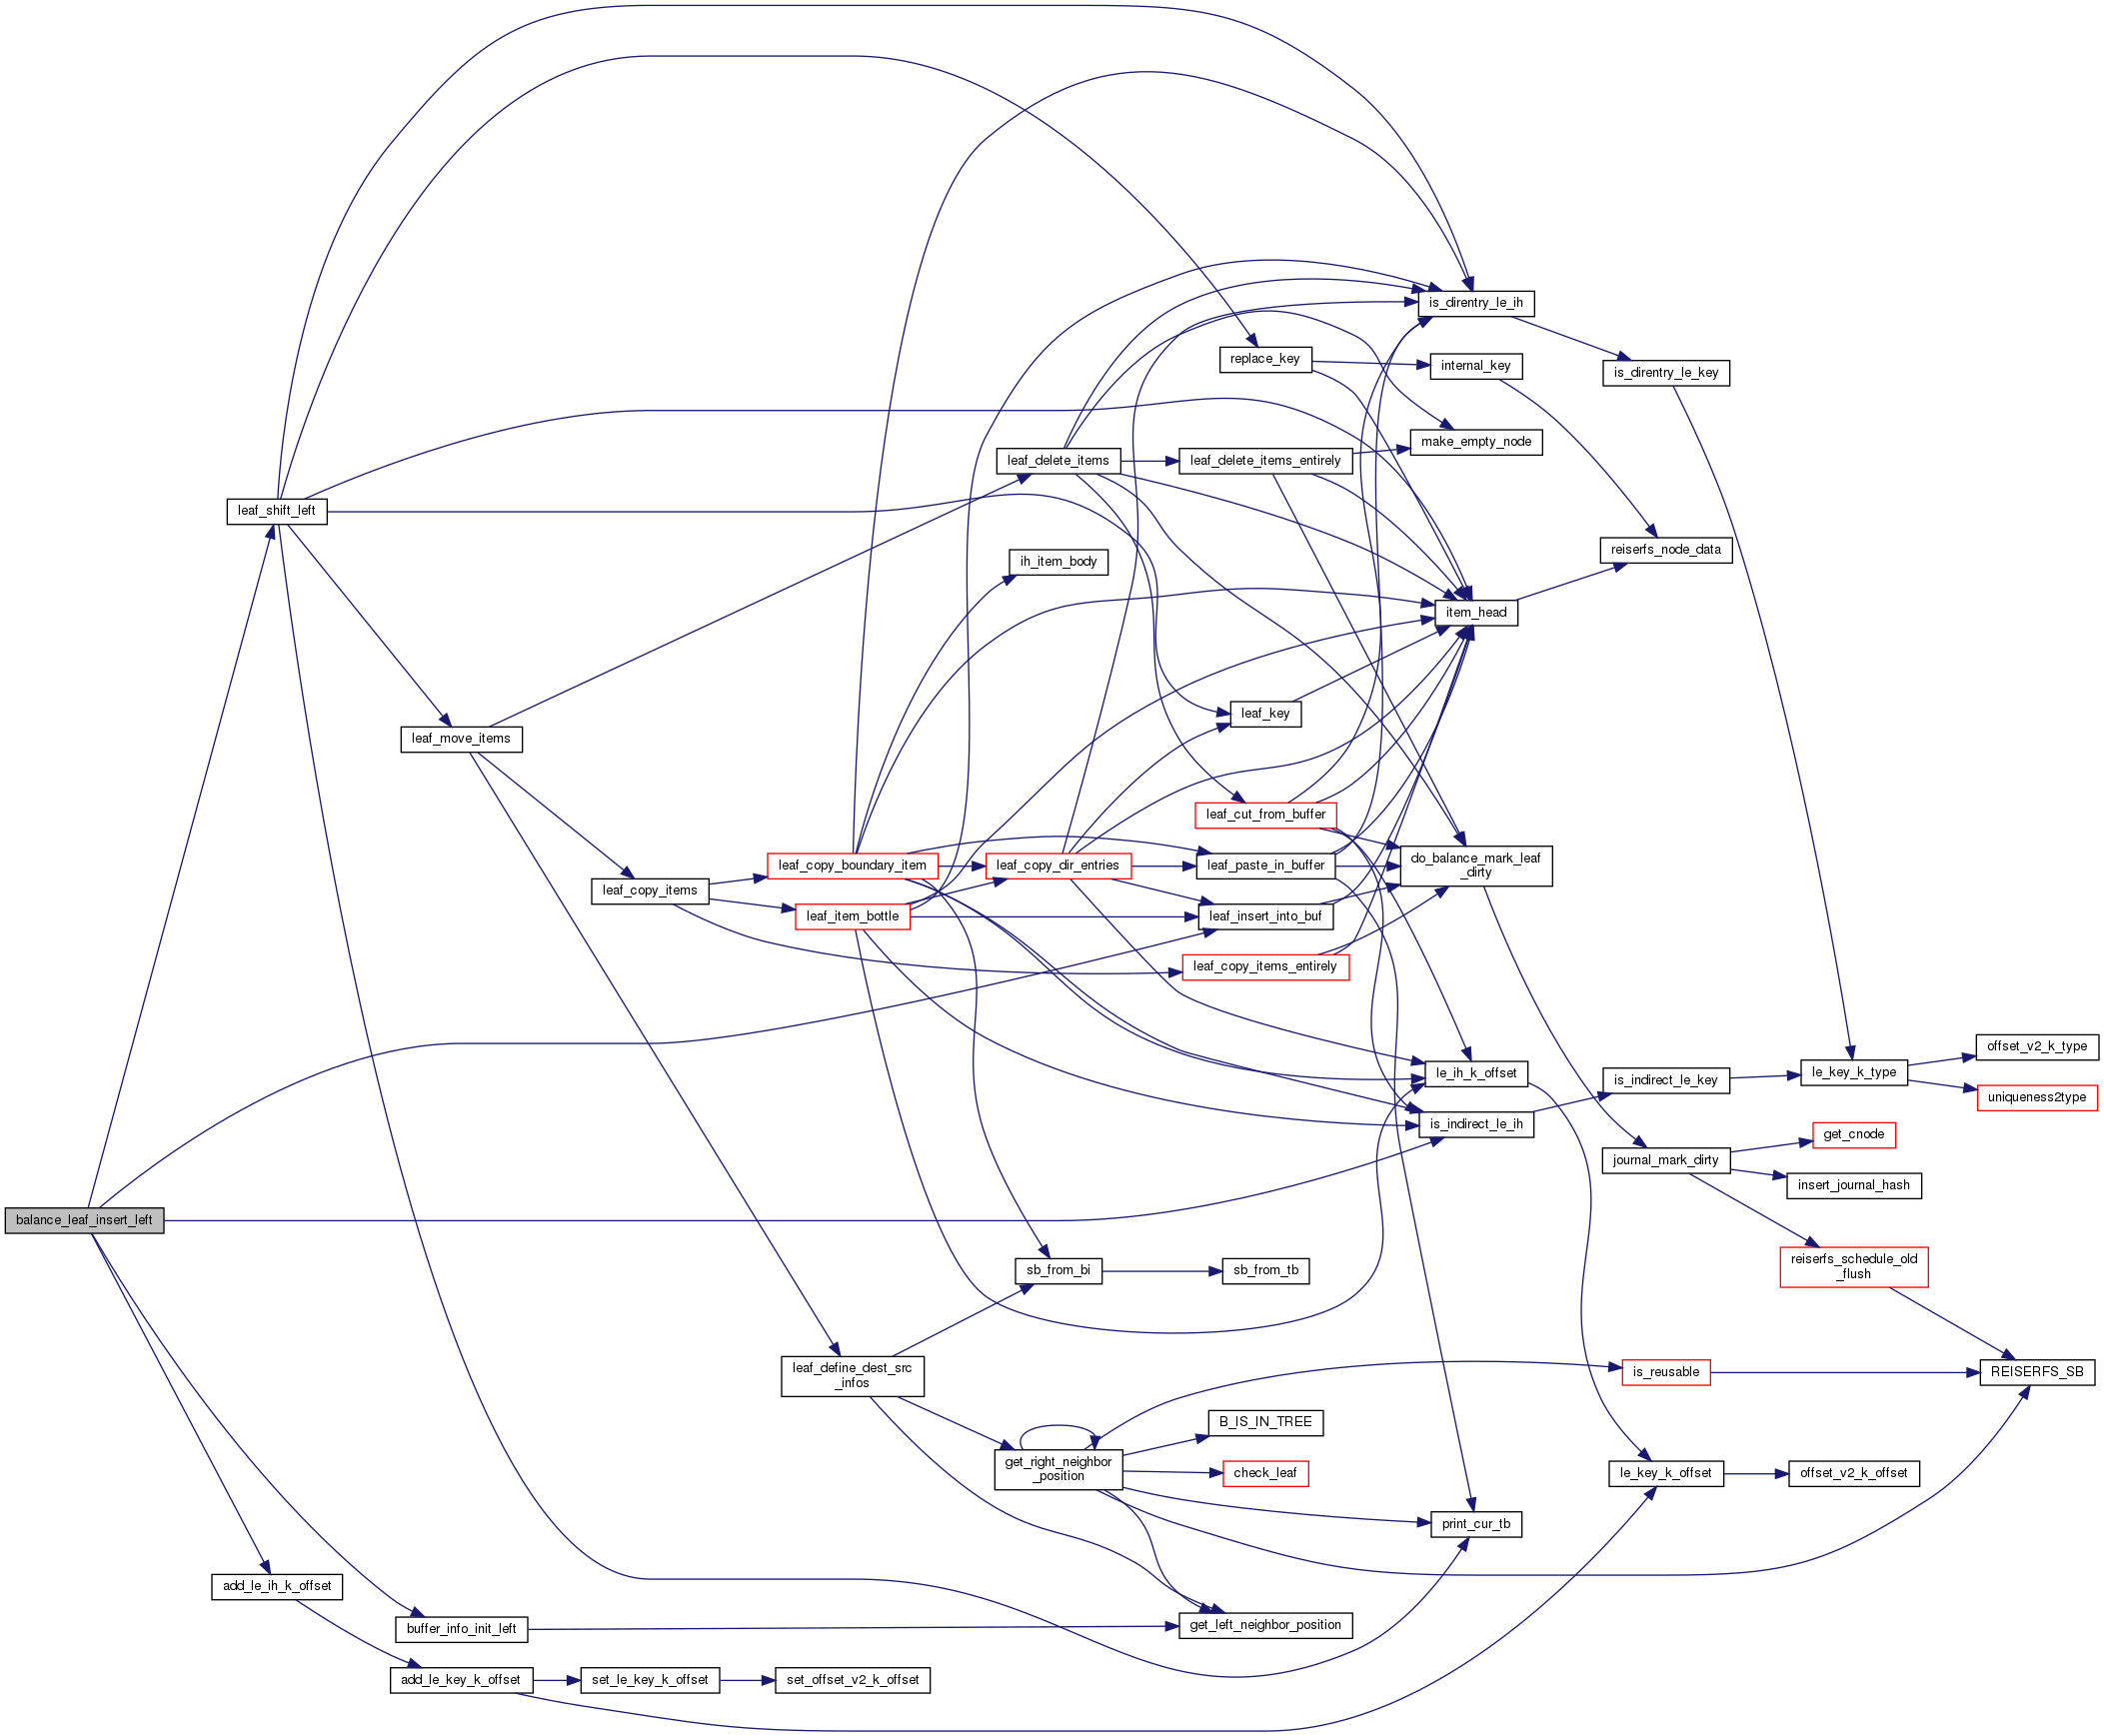 is_direntry_le_ih
replace_key
internal_key
is_direntry_le_key
make_empty_node
leaf_delete_items
leaf_delete_items_entirely
leaf_shift_left
reiserfs_node_data
ih_item_body
item_head
leaf_key
leaf_move_items
leaf_cut_from_buffer
leaf_copy_boundary_item
leaf_copy_dir_entries
leaf_paste_in_buffer
do_balance_mark_leaf
_dirty
leaf_copy_items
leaf_item_bottle
leaf_insert_into_buf
leaf_copy_items_entirely
offset_v2_k_type
le_ih_k_offset
is_indirect_le_key
le_key_k_type
uniqueness2type
is_indirect_le_ih
get_cnode
journal_mark_dirty
insert_journal_hash
balance_leaf_insert_left
reiserfs_schedule_old
_flush
sb_from_bi
sb_from_tb
leaf_define_dest_src
_infos
is_reusable
REISERFS_SB
B_IS_IN_TREE
get_right_neighbor
_position
check_leaf
le_key_k_offset
offset_v2_k_offset
print_cur_tb
add_le_ih_k_offset
buffer_info_init_left
get_left_neighbor_position
add_le_key_k_offset
set_le_key_k_offset
set_offset_v2_k_offset